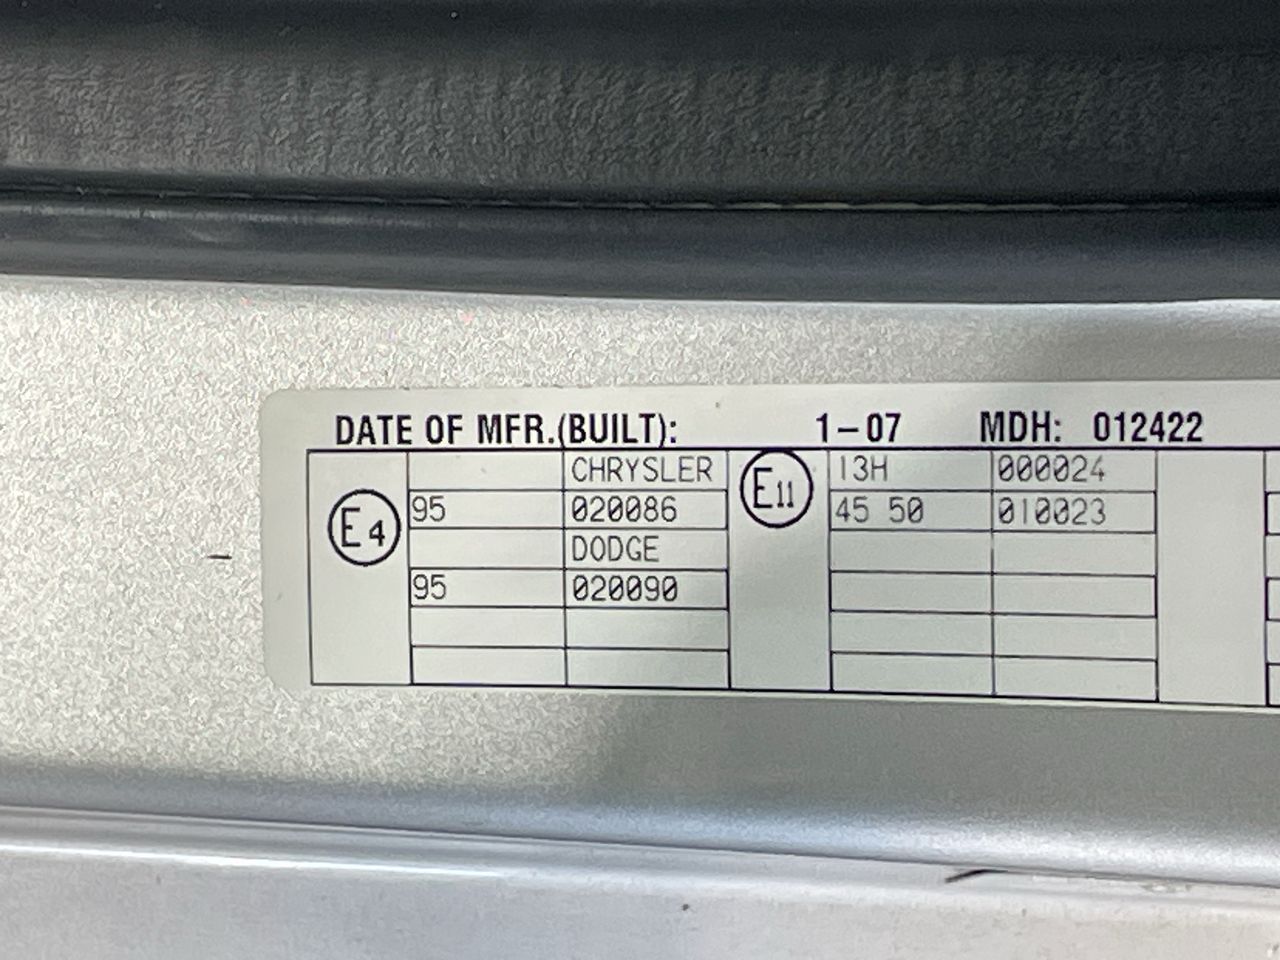 DATE OF MFR.(BUILT): 1-07 MDH: 012422
CHRYSLER 13H 000024
E4 95 020086 E11 45 50 010023
DODGE
95 020090